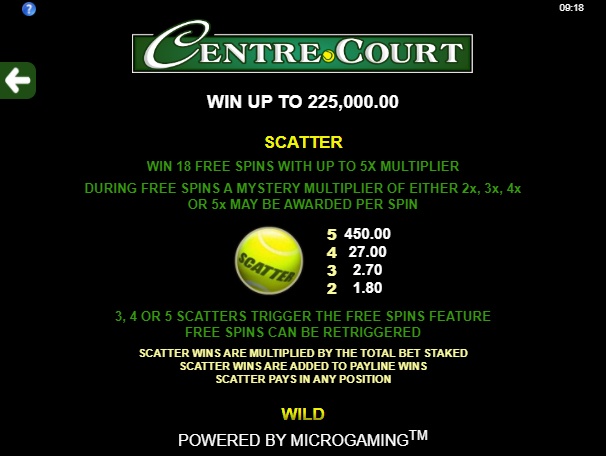 ?
09:18
CENTRE COURT
WIN UP TO 225,000.00
SCATTER
WIN 18 FREE SPINS WITH UP TO 5X MULTIPLIER
DURING FREE SPINS A MYSTERY MULTIPLIER OF EITHER 2x, 3x, 4x
OR 5x MAY BE AWARDED PER SPIN
SCATTER
5 450.00
4 27.00
3 2.70
2 1.80
3, 4 OR 5 SCATTERS TRIGGER THE FREE SPINS FEATURE
FREE SPINS CAN BE RETRIGGERED
SCATTER WINS ARE MULTIPLIED BY THE TOTAL BET STAKED
SCATTER WINS ARE ADDED TO PAYLINE WINS
SCATTER PAYS IN ANY POSITION
WILD
POWERED BY MICROGAMING™